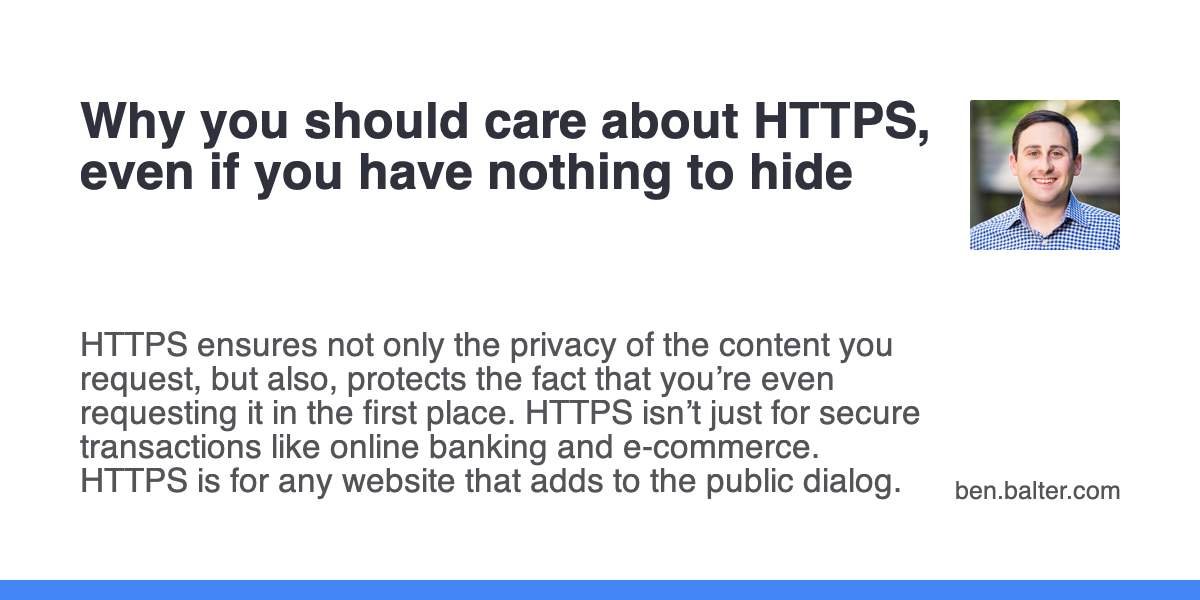 Why you should care about HTTPS,
even if you have nothing to hide
HTTPS ensures not only the privacy of the content you
request, but also, protects the fact that you’re even
requesting it in the first place. HTTPS isn’t just for secure
transactions like online banking and e-commerce.
HTTPS is for any website that adds to the public dialog.
ben.balter.com